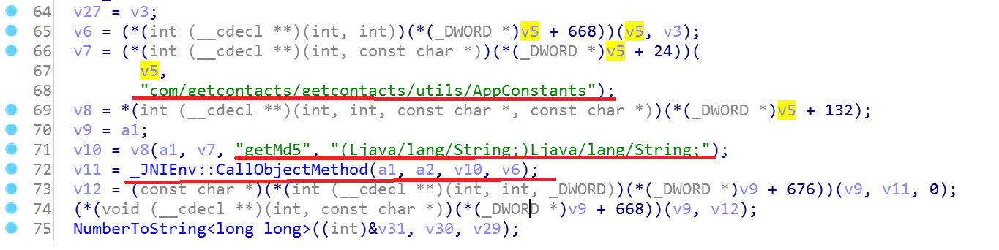 64 v27 = v3;
65 v6 = (*(int (__cdecl **)(int, int))(*(_DWORD *)v5 + 668))(v5, v3);
66 v7 = (*(int (__cdecl **)(int, const char *))(*(_DWORD *)v5 + 24))(
67 v5,
68 "com/getcontacts/getcontacts/utils/AppConstants");
69 v8 = *(int (__cdecl **)(int, int, const char *, const char *))(*(_DWORD *)v5 + 132);
70 v9 = a1;
71 v10 = v8(a1, v7, "getMd5", "(Ljava/lang/String;)Ljava/lang/String;");
72 v11 = _JNIEnv::CallObjectMethod(a1, a2, v10, v6);
73 v12 = (const char *)(*(int (__cdecl **)(int, int, _DWORD))(*(_DWORD *)v9 + 676))(v9, v11, 0);
74 (*(void (__cdecl **)(int, const char *))(*(_DWORD *)v9 + 668))(v9, v12);
75 NumberToString<long long>((int)&v31, v30, v29);